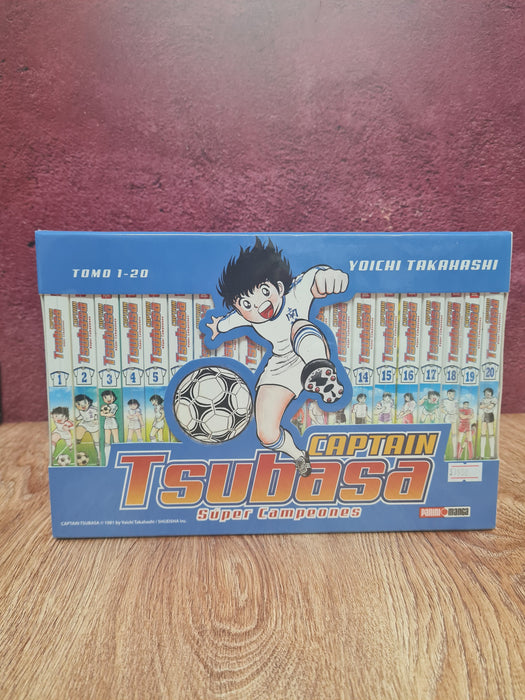 TOMO 1-20
YOICHI TAKAHASHI
1 2 3 4 5 14 15 16 17 18 19 20
CAPTAIN
Tsubasa
Súper Campeones
CAPTAIN TSUBASA © 1981 by Yoichi Takahashi / SHUEISHA Inc.
PANINI MANGA